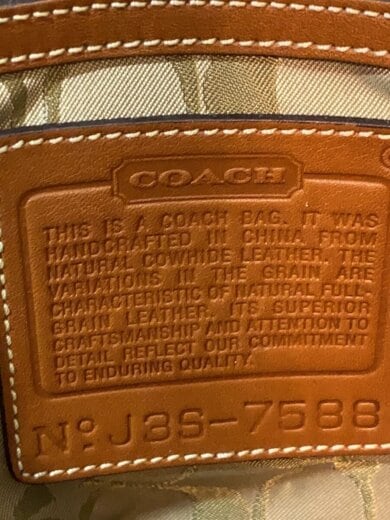 COACH
THIS IS A COACH BAG. IT WAS
HANDCRAFTED IN CHINA FROM
NATURAL COWHIDE LEATHER. THE
VARIATIONS IN THE GRAIN ARE
CHARACTERISTIC OF NATURAL FULL-
GRAIN LEATHER. ITS SUPERIOR
CRAFTSMANSHIP AND ATTENTION TO
DETAIL REFLECT OUR COMMITMENT
TO ENDURING QUALITY.
Nº J3S-7588